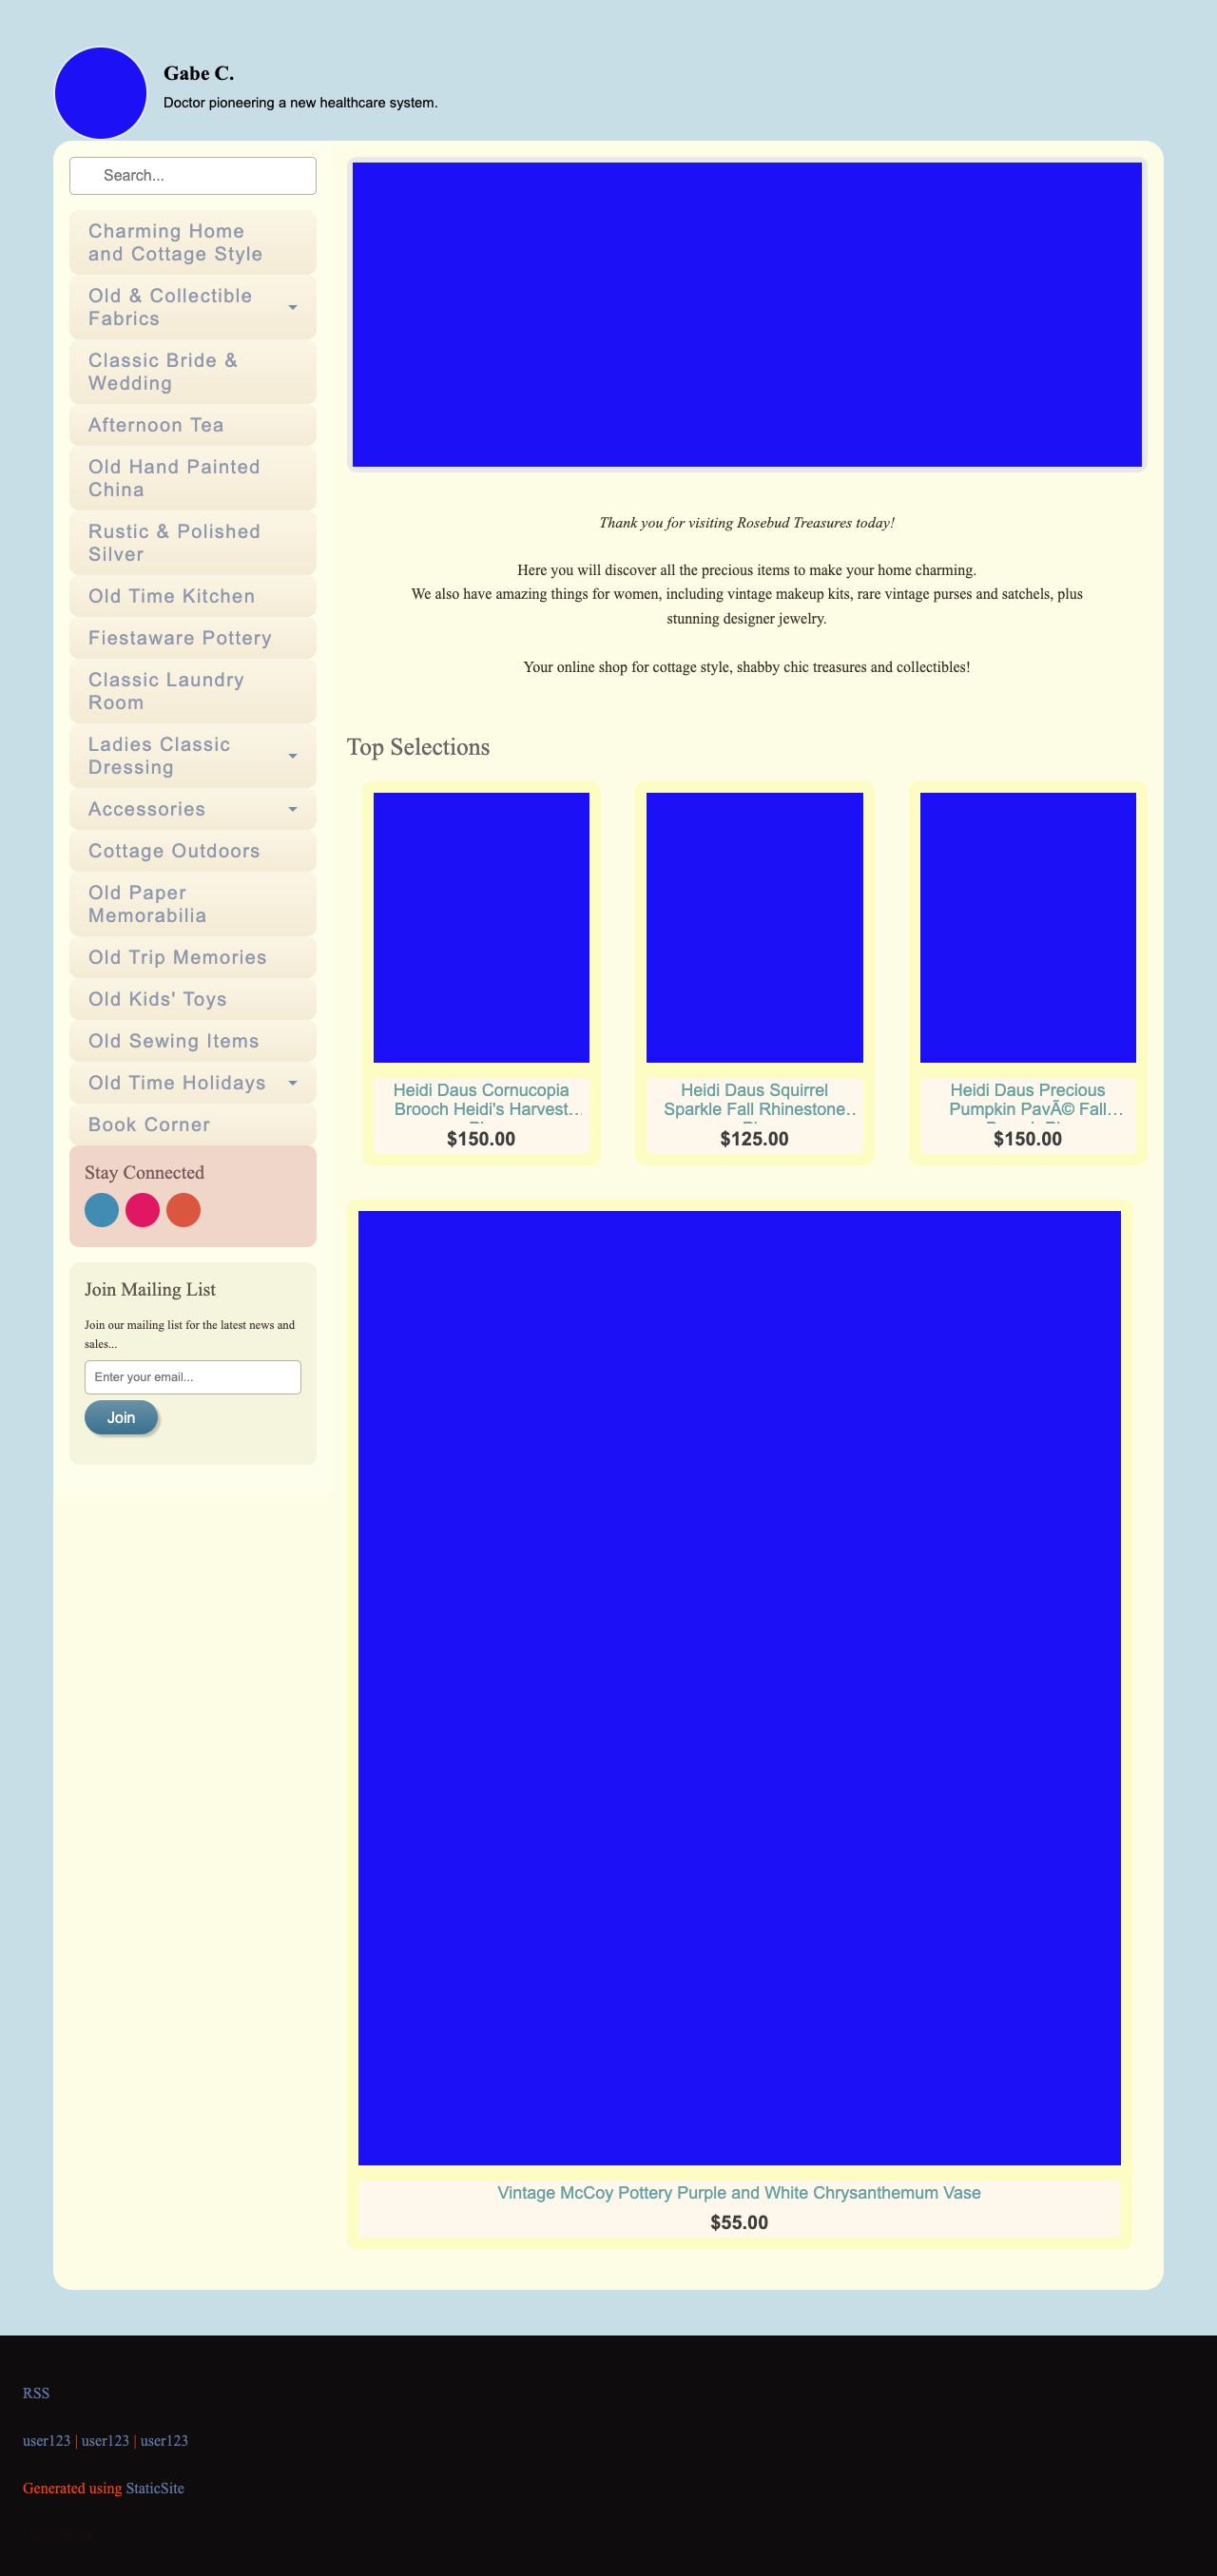 Gabe C.
Doctor pioneering a new healthcare system.
Search...
Charming Home
and Cottage Style
Old & Collectible
Fabrics
Classic Bride &
Wedding
Afternoon Tea
Old Hand Painted
China
Rustic & Polished
Silver
Old Time Kitchen
Fiestaware Pottery
Classic Laundry
Room
Ladies Classic
Dressing
Accessories
Cottage Outdoors
Old Paper
Memorabilia
Old Trip Memories
Old Kids' Toys
Old Sewing Items
Old Time Holidays
Book Corner
Stay Connected
Join Mailing List
Join our mailing list for the latest news and
sales...
Enter your email...
Join
Thank you for visiting Rosebud Treasures today!
Here you will discover all the precious items to make your home charming.
We also have amazing things for women, including vintage makeup kits, rare vintage purses and satchels, plus
stunning designer jewelry.
Your online shop for cottage style, shabby chic treasures and collectibles!
Top Selections
Heidi Daus Cornucopia
Brooch Heidi's Harvest...
$150.00
Heidi Daus Squirrel
Sparkle Fall Rhinestone...
$125.00
Heidi Daus Precious
Pumpkin PavÃ© Fall...
$150.00
Vintage McCoy Pottery Purple and White Chrysanthemum Vase
$55.00
RSS
user123 | user123 | user123
Generated using StaticSite